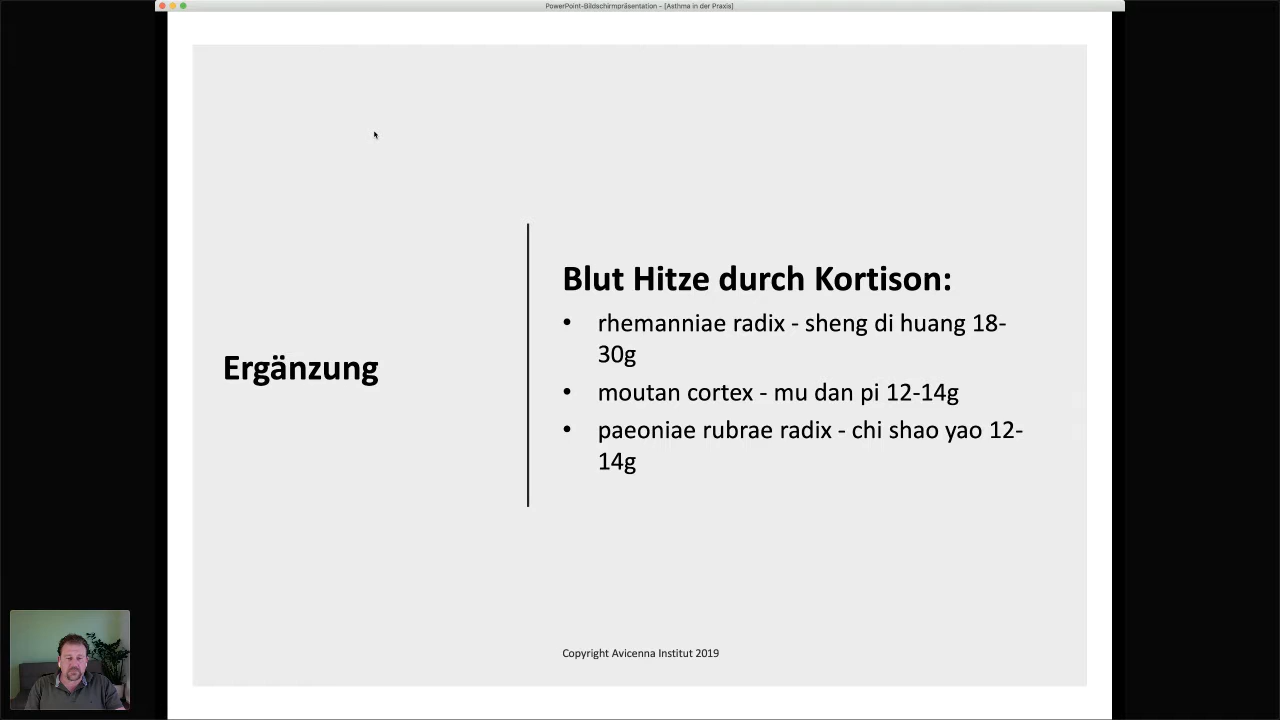 PowerPoint-Bildschirmpräsentation - [Asthma in der Praxis]
Ergänzung
Blut Hitze durch Kortison:
• rhemanniae radix - sheng di huang 18-
30g
• moutan cortex - mu dan pi 12-14g
• paeoniae rubrae radix - chi shao yao 12-
14g
Copyright Avicenna Institut 2019